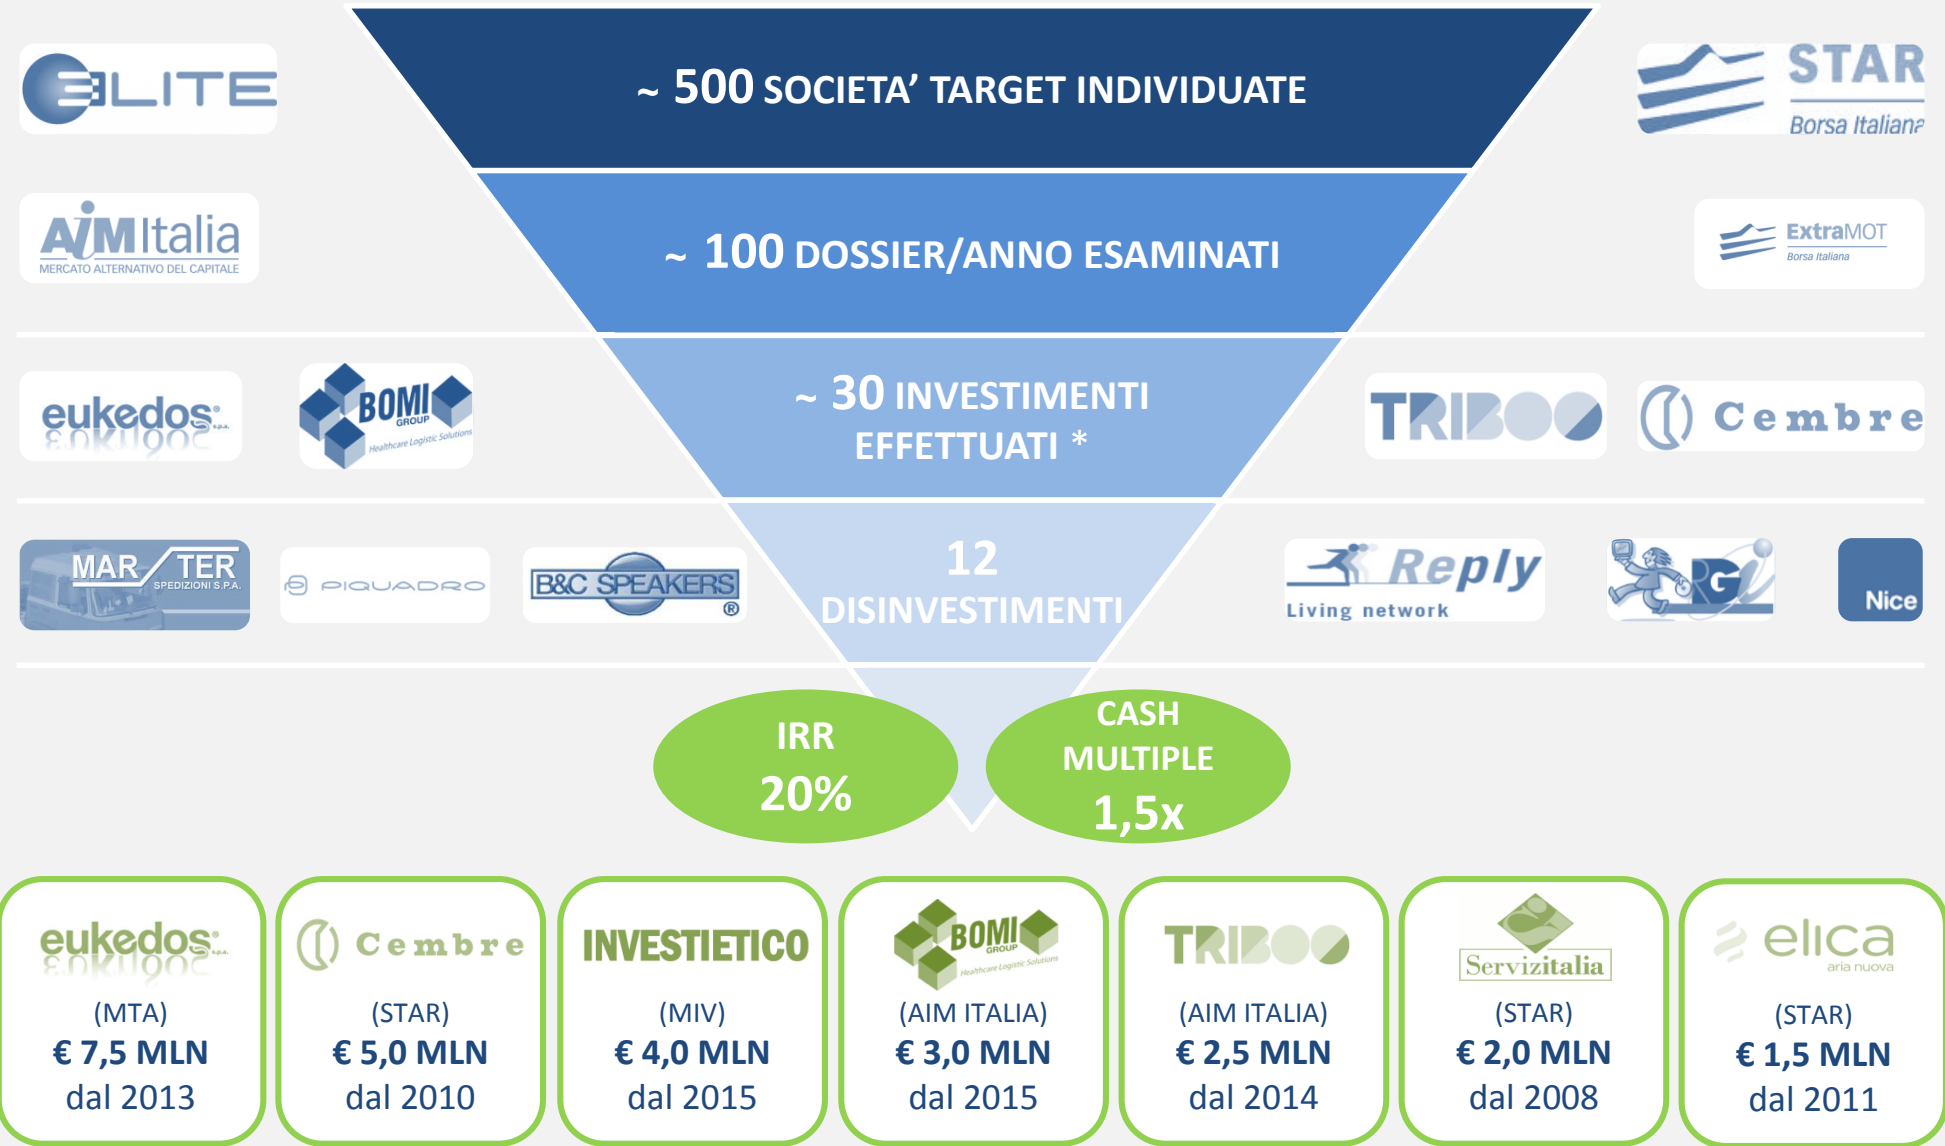 ELITE
~ 500 SOCIETA’ TARGET INDIVIDUATE
STAR
Borsa Italiana
AiM Italia
MERCATO ALTERNATIVO DEL CAPITALE
~ 100 DOSSIER/ANNO ESAMINATI
ExtraMOT
Borsa Italiana
eukedos s.p.a.
BOMI
GROUP
Healthcare Logistic Solutions
~ 30 INVESTIMENTI
EFFETTUATI *
TRIBOO
Cembre
MAR/TER
SPEDIZIONI S.P.A.
PIQUADRO
B&C SPEAKERS
®
12
DISINVESTIMENTI
Reply
Living network
RGi
Nice
IRR
20%
CASH
MULTIPLE
1,5x
eukedos s.p.a.
(MTA)
€ 7,5 MLN
dal 2013
Cembre
(STAR)
€ 5,0 MLN
dal 2010
INVESTIETICO
(MIV)
€ 4,0 MLN
dal 2015
BOMI
GROUP
Healthcare Logistic Solutions
(AIM ITALIA)
€ 3,0 MLN
dal 2015
TRIBOO
(AIM ITALIA)
€ 2,5 MLN
dal 2014
Servizitalia
(STAR)
€ 2,0 MLN
dal 2008
elica
aria nuova
(STAR)
€ 1,5 MLN
dal 2011